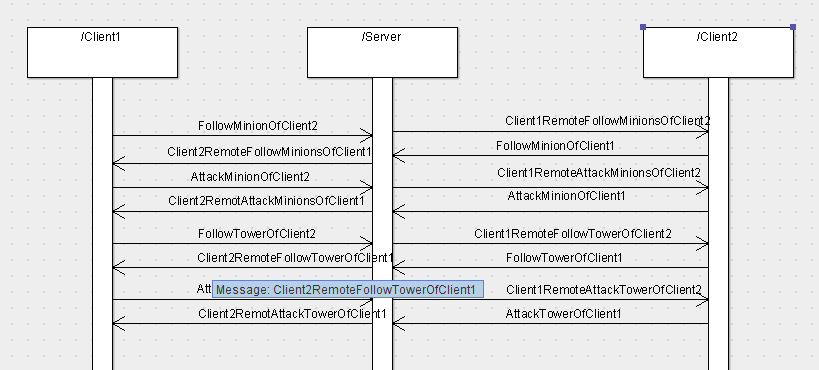 /Client1
/Server
/Client2
FollowMinionOfClient2
Client1RemoteFollowMinionsOfClient2
Client2RemoteFollowMinionsOfClient1
FollowMinionOfClient1
AttackMinionOfClient2
Client1RemoteAttackMinionsOfClient2
Client2RemotAttackMinionsOfClient1
AttackMinionOfClient1
FollowTowerOfClient2
Client1RemoteFollowTowerOfClient2
Client2RemoteFollowTowerOfClient1
FollowTowerOfClient1
Message: Client2RemoteFollowTowerOfClient1
Client1RemoteAttackTowerOfClient2
Client2RemotAttackTowerOfClient1
AttackTowerOfClient1